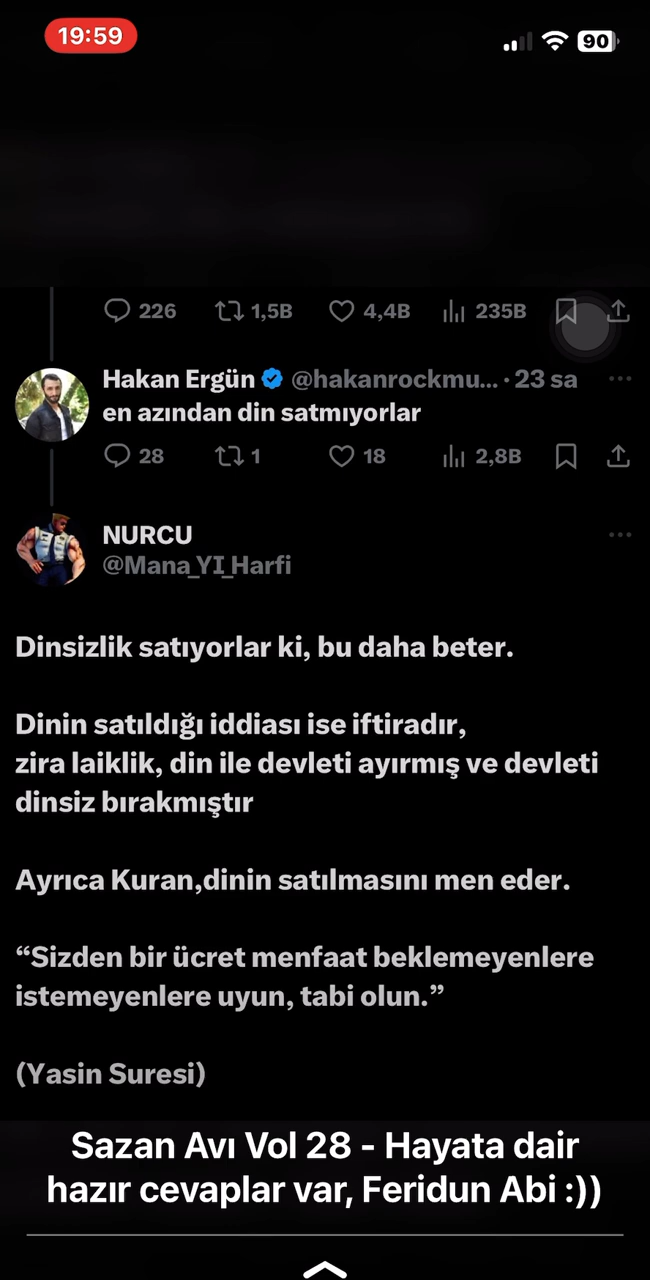 19:59
90
226 1,5B 4,4B 235B
Hakan Ergün @hakanrockmu... · 23 sa
en azından din satmıyorlar
28 1 18 2,8B
NURCU
@Mana_YI_Harfi
Dinsizlik satıyorlar ki, bu daha beter.
Dinin satıldığı iddiası ise iftiradır,
zira laiklik, din ile devleti ayırmış ve devleti
dinsiz bırakmıştır
Ayrıca Kuran,dinin satılmasını men eder.
“Sizden bir ücret menfaat beklemeyenlere
istemeyenlere uyun, tabi olun.”
(Yasin Suresi)
Sazan Avı Vol 28 - Hayata dair
hazır cevaplar var, Feridun Abi :))